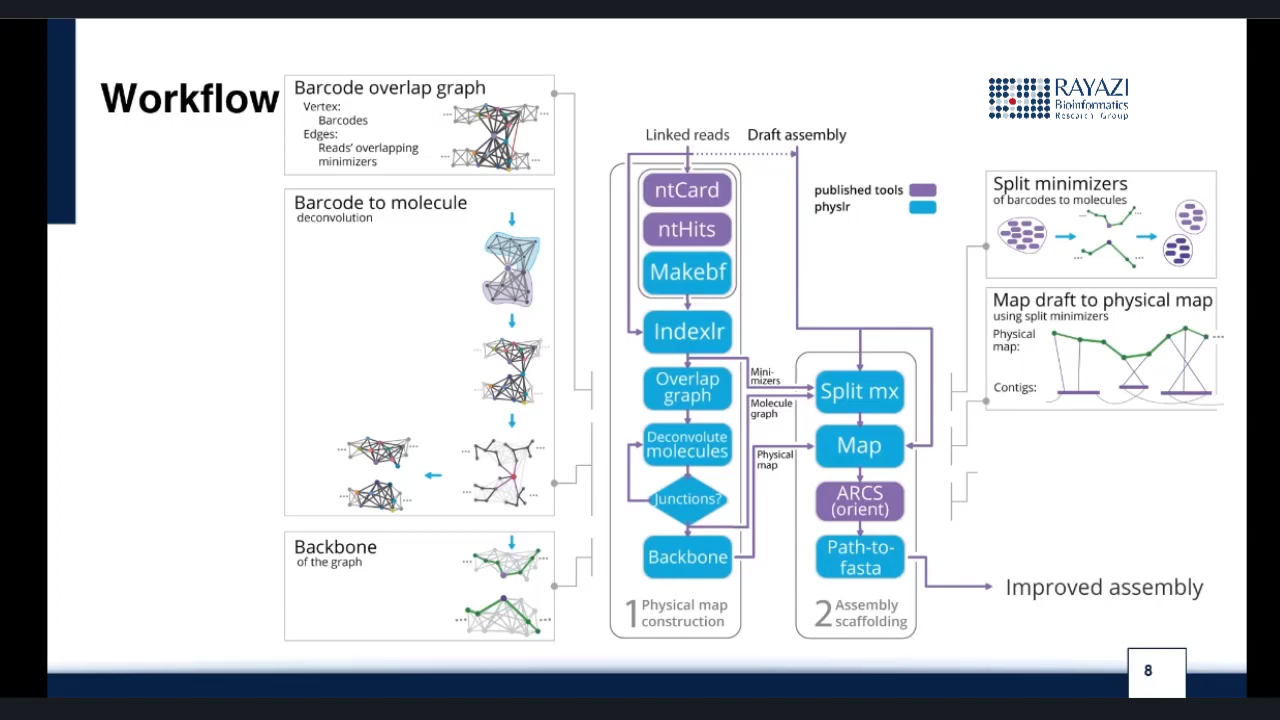 Workflow
Barcode overlap graph
Vertex:
Barcodes
Edges:
Reads' overlapping
minimizers
Barcode to molecule
deconvolution
Backbone
of the graph
Linked reads
Draft assembly
ntCard
ntHits
Makebf
Indexlr
Overlap
graph
Deconvolute
molecules
Junctions?
Backbone
1 Physical map
construction
Mini-
mizers
Molecule
graph
Physical
map
published tools
physlr
Split mx
Map
ARCS
(orient)
Path-to-
fasta
2 Assembly
scaffolding
Improved assembly
RAYAZI
Bioinformatics
Research Group
Split minimizers
of barcodes to molecules
Map draft to physical map
using split minimizers
Physical
map:
Contigs:
8